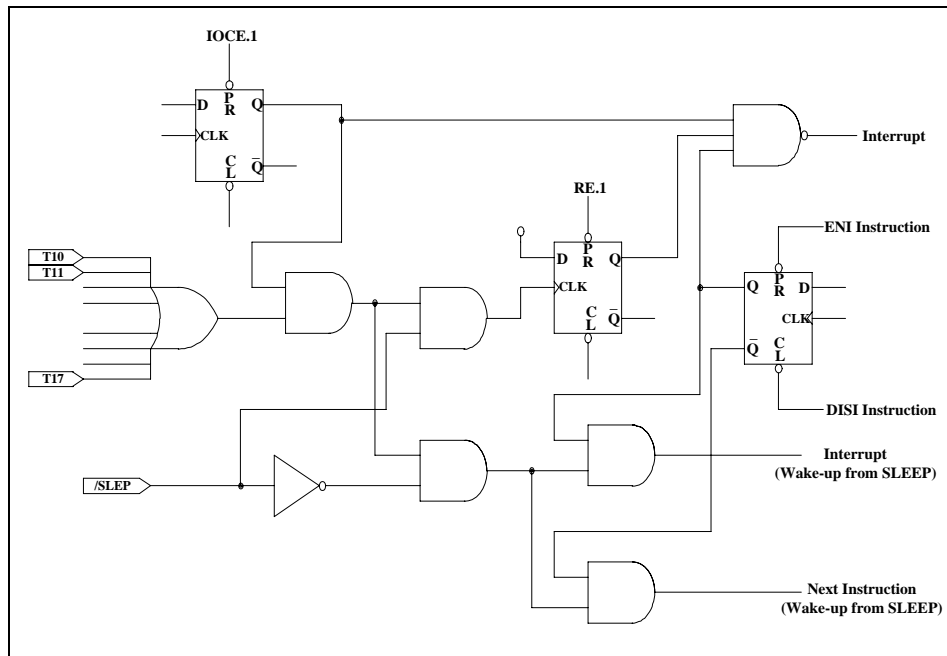 IOCE.1
D
P
R
Q
CLK
C
L
Q̅
Interrupt
RE.1
ENI Instruction
T10
T11
D
P
R
Q
CLK
C
L
Q̅
Q
P
R
D
CLK
Q̅
C
L
T17
DISI Instruction
/SLEP
Interrupt
(Wake-up from SLEEP)
Next Instruction
(Wake-up from SLEEP)